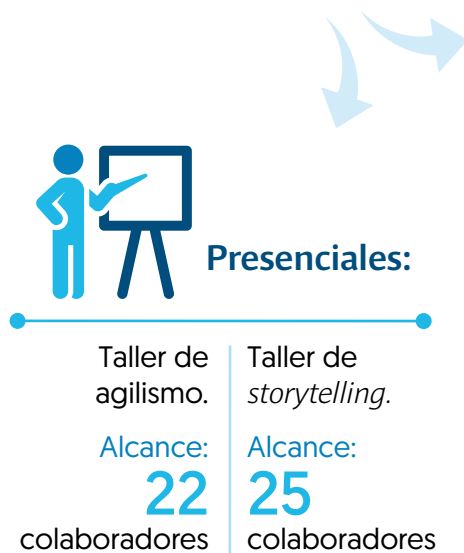 Presenciales:
Taller de
agilismo.
Alcance:
22
colaboradores
Taller de
storytelling.
Alcance:
25
colaboradores